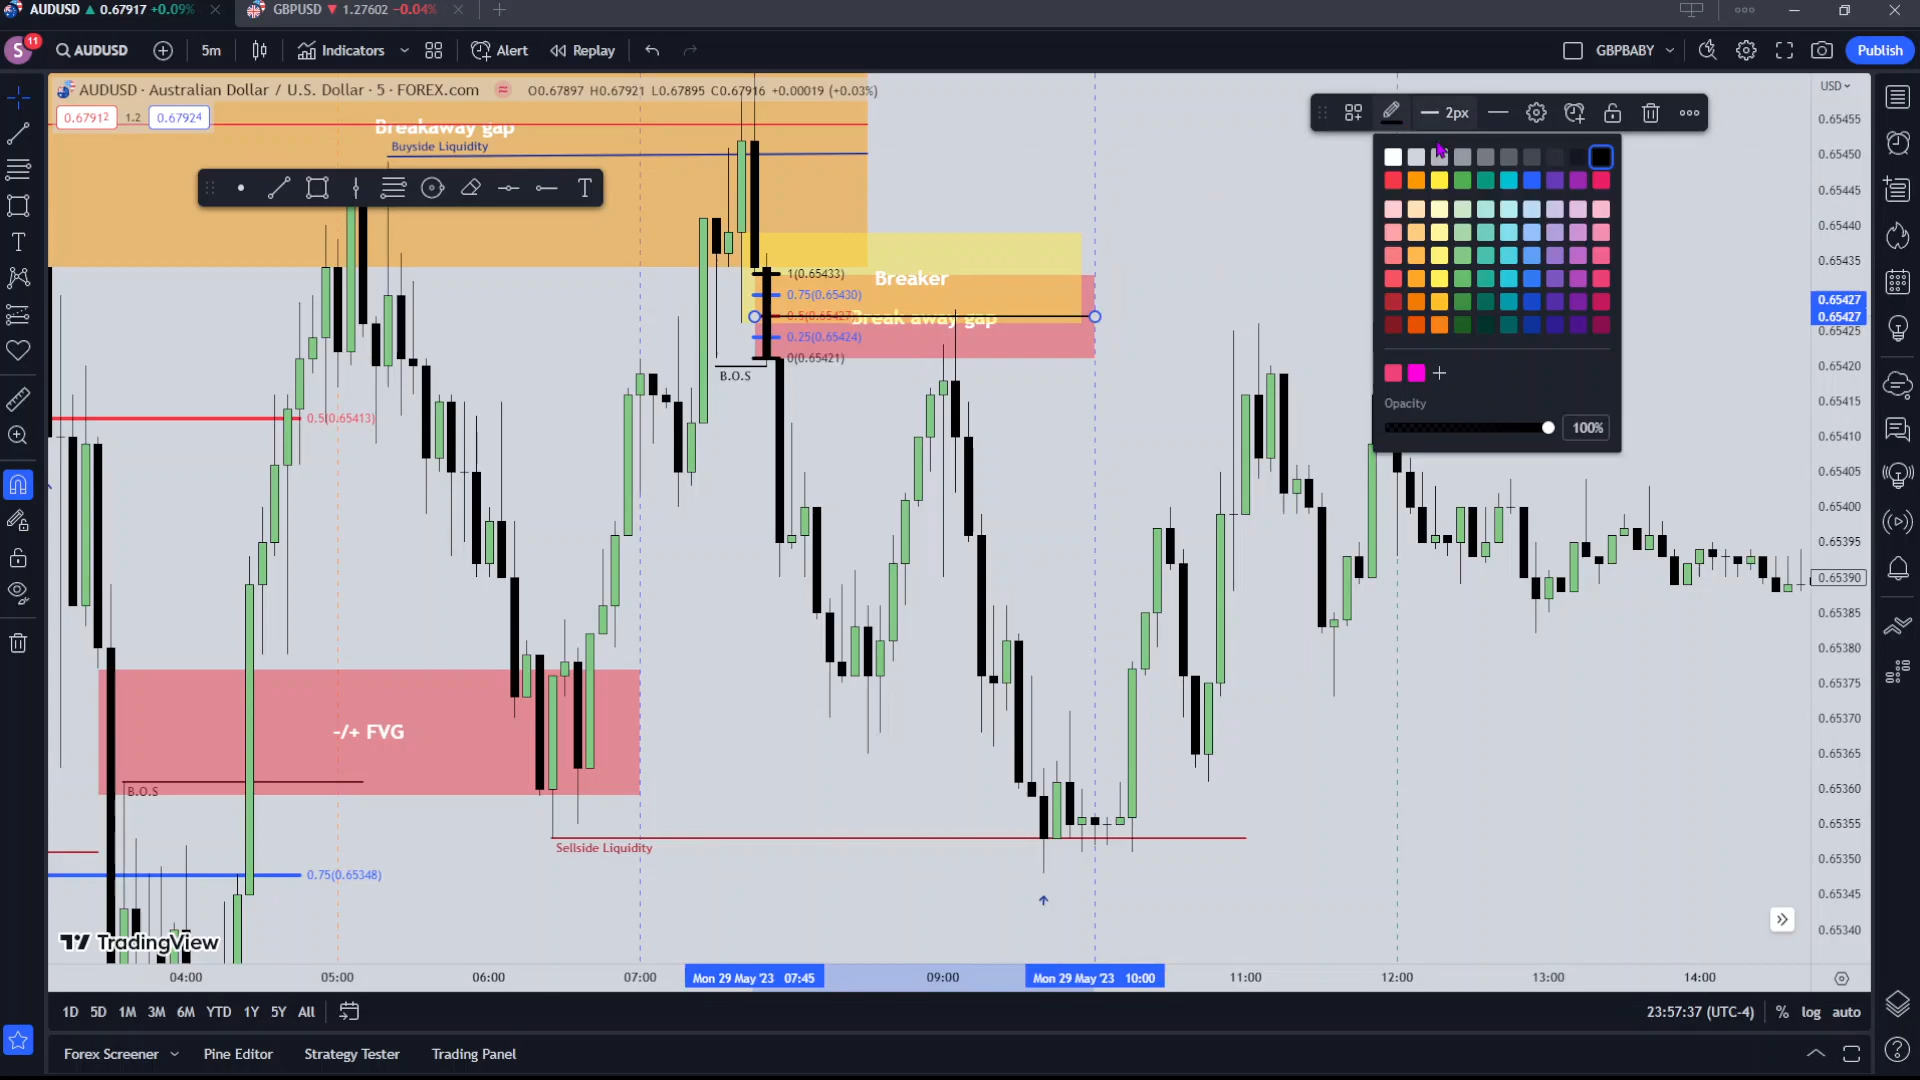 AUDUSD ▲ 0.67917 +0.09%
GBPUSD ▼ 1.27602 −0.04%
S 11
AUDUSD
5m
Indicators
Alert
Replay
GBPBABY
Publish
AUDUSD · Australian Dollar / U.S. Dollar · 5 · FOREX.com
O0.67897 H0.67921 L0.67895 C0.67916 +0.00019 (+0.03%)
0.67912 1.2 0.67924
Breakaway gap
Buyside Liquidity
2px
T
USD
0.65455
0.65450
0.65445
0.65440
0.65435
0.65427
0.65427
0.65425
0.65420
0.65415
0.65410
0.65405
0.65400
0.65395
0.65390
0.65385
0.65380
0.65375
0.65370
0.65365
0.65360
0.65355
0.65350
0.65345
0.65340
1(0.65433)
Breaker
0.75(0.65430)
0.5(0.65427)
Break away gap
0.25(0.65424)
0(0.65421)
B.O.S
Opacity
100%
0.5(0.65413)
-/+ FVG
B.O.S
Sellside Liquidity
0.75(0.65348)
TradingView
04:00
05:00
06:00
07:00
Mon 29 May '23 07:45
09:00
Mon 29 May '23 10:00
11:00
12:00
13:00
14:00
1D 5D 1M 3M 6M YTD 1Y 5Y All
23:57:37 (UTC-4) % log auto
Forex Screener
Pine Editor
Strategy Tester
Trading Panel